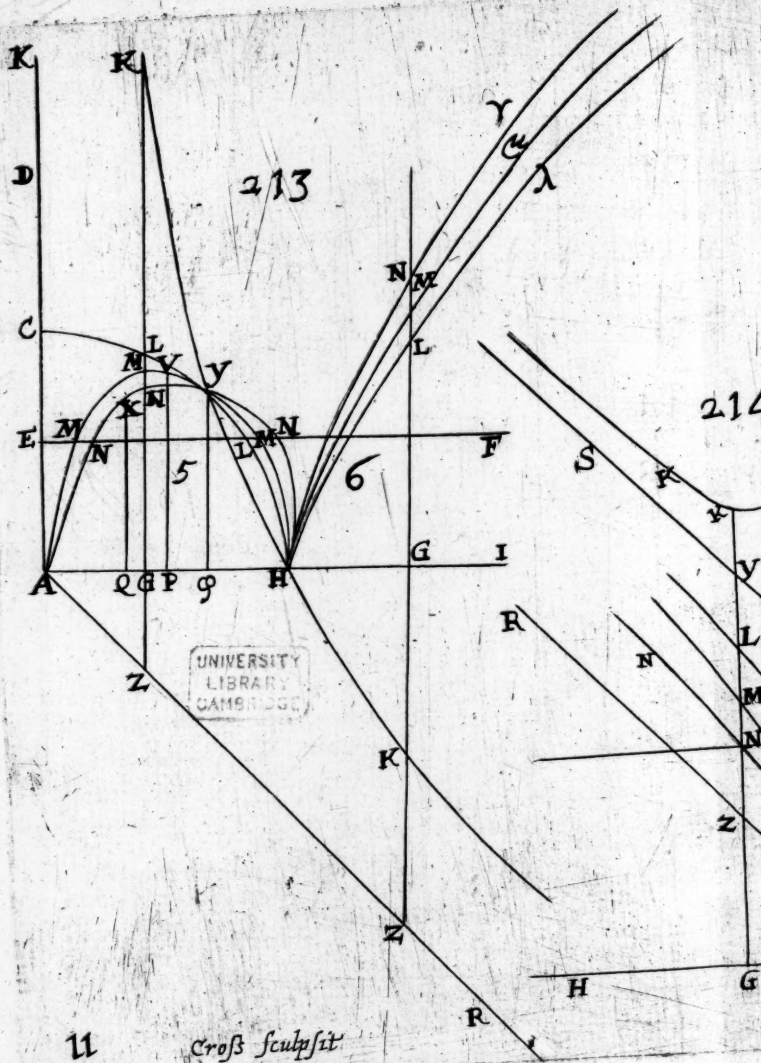 K K
γ
D
213
μ
λ
N M
C
L
L
M V
y
214
X N
E M N L M N F
S K K
5 6
y
A Q G P φ H G I
R
L
N
M
Z
N
UNIVERSITY
LIBRARY
CAMBRIDGE
K
Z
Z
H G
R
11 Croß sculpsit